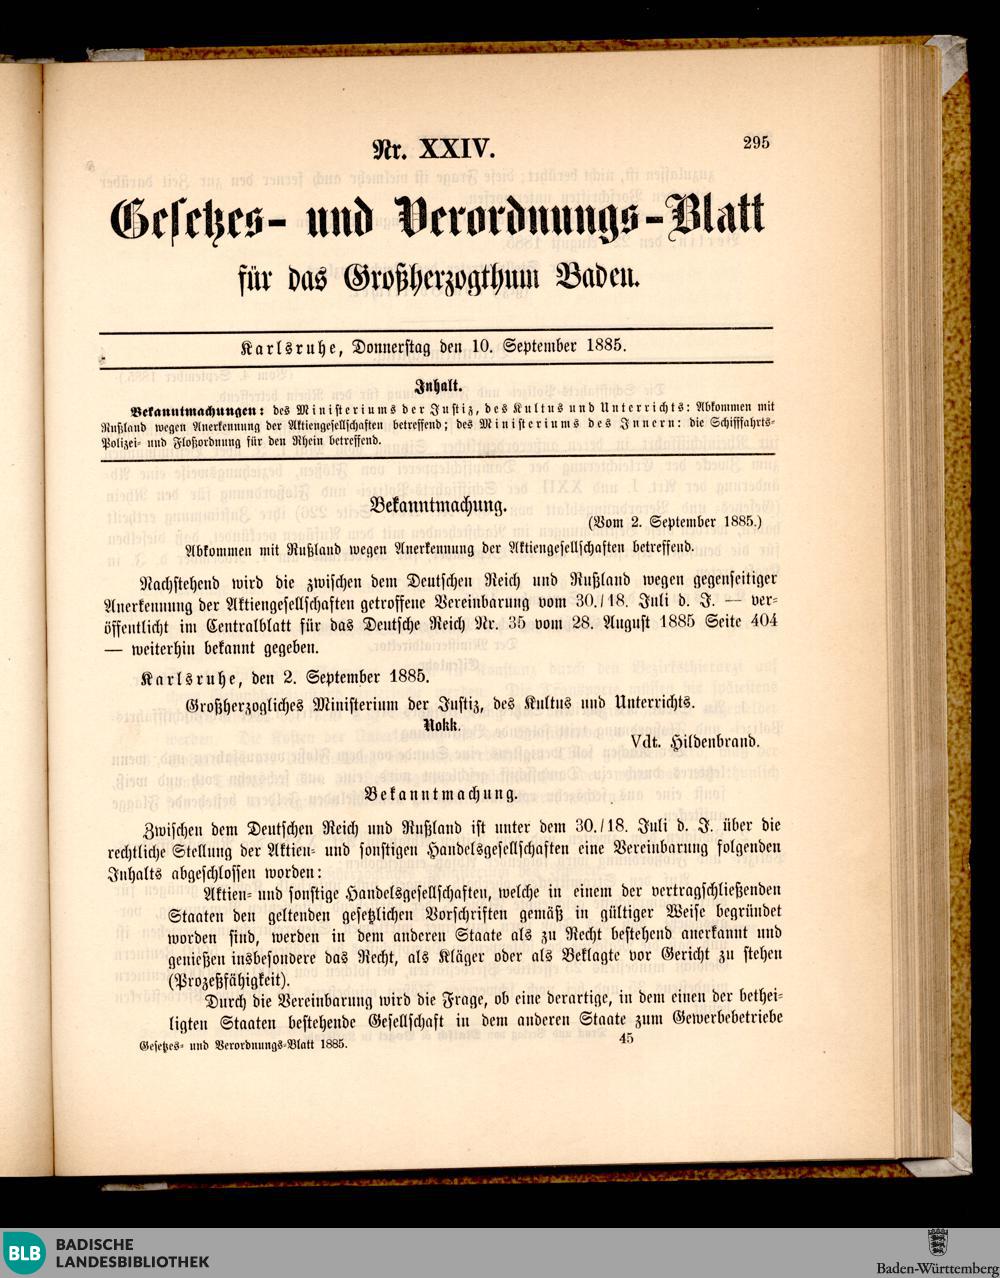 Nr. XXIV.
295
Gesetzes- und Verordnungs-Blatt
für das Großherzogthum Baden.
Karlsruhe, Donnerstag den 10. September 1885.
Inhalt.
Bekanntmachungen: des Ministeriums der Justiz, des Kultus und Unterrichts: Abkommen mit
Rußland wegen Anerkennung der Aktiengesellschaften betreffend; des Ministeriums des Innern: die Schifffahrts-
Polizei- und Floßordnung für den Rhein betreffend.
Bekanntmachung.
(Vom 2. September 1885.)
Abkommen mit Rußland wegen Anerkennung der Aktiengesellschaften betreffend.
Nachstehend wird die zwischen dem Deutschen Reich und Rußland wegen gegenseitiger
Anerkennung der Aktiengesellschaften getroffene Vereinbarung vom 30./18. Juli d. J. — ver-
öffentlicht im Centralblatt für das Deutsche Reich Nr. 35 vom 28. August 1885 Seite 404
— weiterhin bekannt gegeben.
Karlsruhe, den 2. September 1885.
Großherzogliches Ministerium der Justiz, des Kultus und Unterrichts.
Nokk.
Vdt. Hildenbrand.
Bekanntmachung.
Zwischen dem Deutschen Reich und Rußland ist unter dem 30./18. Juli d. J. über die
rechtliche Stellung der Aktien- und sonstigen Handelsgesellschaften eine Vereinbarung folgenden
Inhalts abgeschlossen worden:
Aktien- und sonstige Handelsgesellschaften, welche in einem der vertragschließenden
Staaten den geltenden gesetzlichen Vorschriften gemäß in gültiger Weise begründet
worden sind, werden in dem anderen Staate als zu Recht bestehend anerkannt und
genießen insbesondere das Recht, als Kläger oder als Beklagte vor Gericht zu stehen
(Prozeßfähigkeit).
Durch die Vereinbarung wird die Frage, ob eine derartige, in dem einen der bethei-
ligten Staaten bestehende Gesellschaft in dem anderen Staate zum Gewerbebetriebe
Gesetzes- und Verordnungs-Blatt 1885.
45
BLB
BADISCHE
LANDESBIBLIOTHEK
Baden-Württemberg